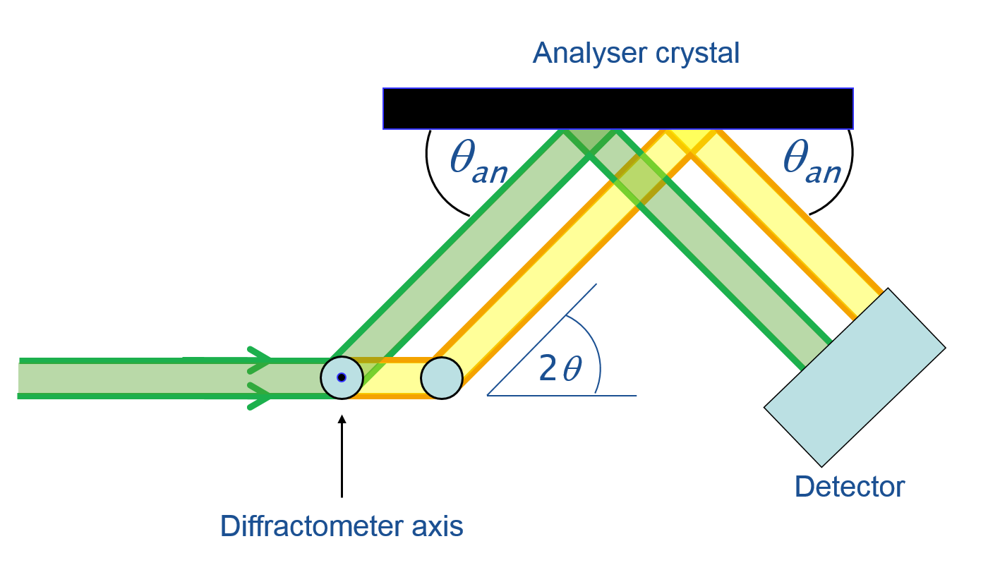 Analyser crystal
θan
θan
2θ
Diffractometer axis
Detector